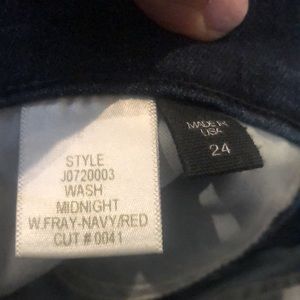 STYLE
J0720003
WASH
MIDNIGHT
W.FRAY-NAVY/RED
CUT # 0041
MADE IN
USA
24